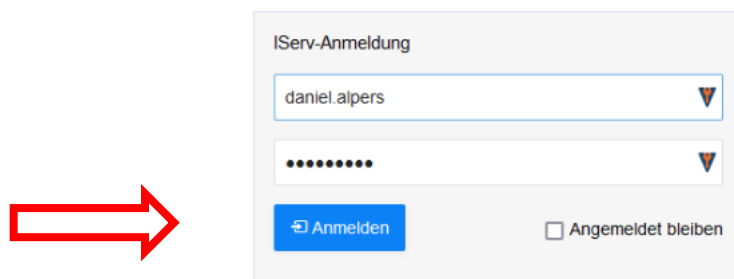 IServ-Anmeldung
daniel.alpers
•••••••••
Anmelden
Angemeldet bleiben